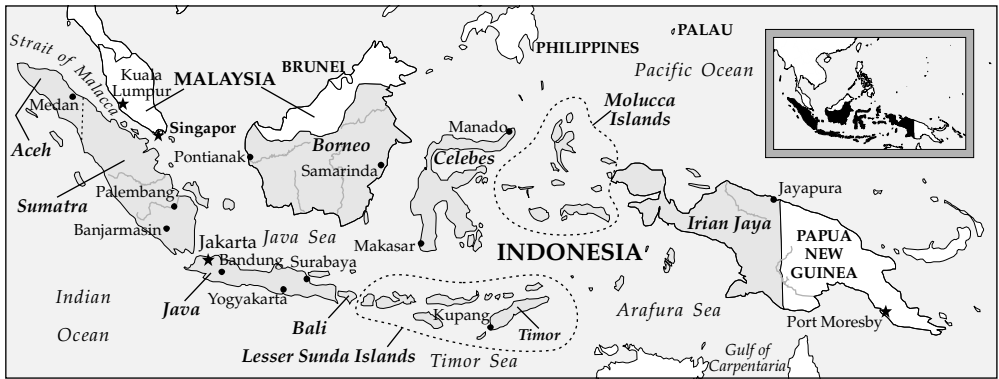 PALAU
PHILIPPINES
Strait of Malacca
BRUNEI
Pacific Ocean
Kuala
Lumpur
MALAYSIA
Medan
Molucca
Islands
Singapor
Manado
Aceh
Pontianak
Borneo
Celebes
Samarinda
Palembang
Jayapura
Sumatra
Banjarmasin
Irian Jaya
Jakarta
Java Sea
Makasar
INDONESIA
PAPUA
NEW
GUINEA
Bandung
Surabaya
Indian
Ocean
Yogyakarta
Java
Bali
Kupang
Timor
Arafura Sea
Port Moresby
Lesser Sunda Islands
Timor Sea
Gulf of
Carpentaria